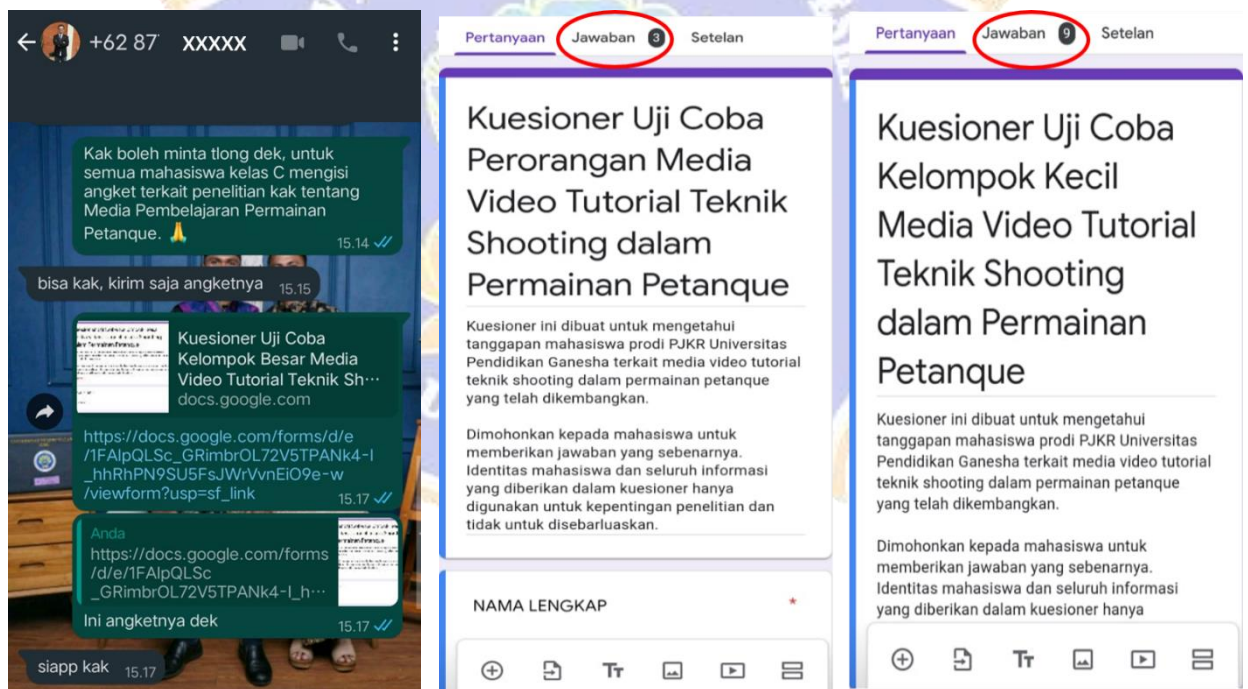 +62 87 XXXXX
Kak boleh minta tlong dek, untuk
semua mahasiswa kelas C mengisi
angket terkait penelitian kak tentang
Media Pembelajaran Permainan
Petanque. 🙏
15.14
bisa kak, kirim saja angketnya 15.15
Kuesioner Uji Coba
Kelompok Besar Media
Video Tutorial Teknik Sh...
docs.google.com
https://docs.google.com/forms/d/e
/1FAIpQLSc_GRimbrOL72V5TPANk4-I
_hhRhPN9SU5FsJWrVvnEiO9e-w
/viewform?usp=sf_link
15.17
Anda
https://docs.google.com/forms
/d/e/1FAIpQLSc
_GRimbrOL72V5TPANk4-I_h...
Ini angketnya dek
15.17
siapp kak 15.17
Pertanyaan Jawaban 3 Setelan
Kuesioner Uji Coba
Perorangan Media
Video Tutorial Teknik
Shooting dalam
Permainan Petanque
Kuesioner ini dibuat untuk mengetahui
tanggapan mahasiswa prodi PJKR Universitas
Pendidikan Ganesha terkait media video tutorial
teknik shooting dalam permainan petanque
yang telah dikembangkan.
Dimohonkan kepada mahasiswa untuk
memberikan jawaban yang sebenarnya.
Identitas mahasiswa dan seluruh informasi
yang diberikan dalam kuesioner hanya
digunakan untuk kepentingan penelitian dan
tidak untuk disebarluaskan.
NAMA LENGKAP *
Tт
Pertanyaan Jawaban 9 Setelan
Kuesioner Uji Coba
Kelompok Kecil
Media Video Tutorial
Teknik Shooting
dalam Permainan
Petanque
Kuesioner ini dibuat untuk mengetahui
tanggapan mahasiswa prodi PJKR Universitas
Pendidikan Ganesha terkait media video tutorial
teknik shooting dalam permainan petanque
yang telah dikembangkan.
Dimohonkan kepada mahasiswa untuk
memberikan jawaban yang sebenarnya.
Identitas mahasiswa dan seluruh informasi
yang diberikan dalam kuesioner hanya
Tт